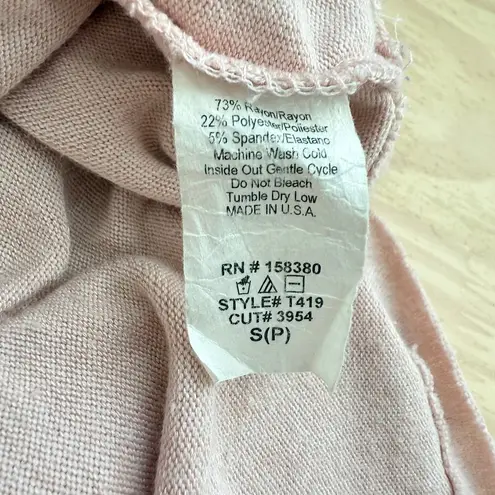 73% Rayon/Rayon
22% Polyester/Poliester
5% Spandex/Elastano
Machine Wash Cold
Inside Out Gentle Cycle
Do Not Bleach
Tumble Dry Low
MADE IN U.S.A.
RN # 158380
STYLE# T419
CUT# 3954
S(P)